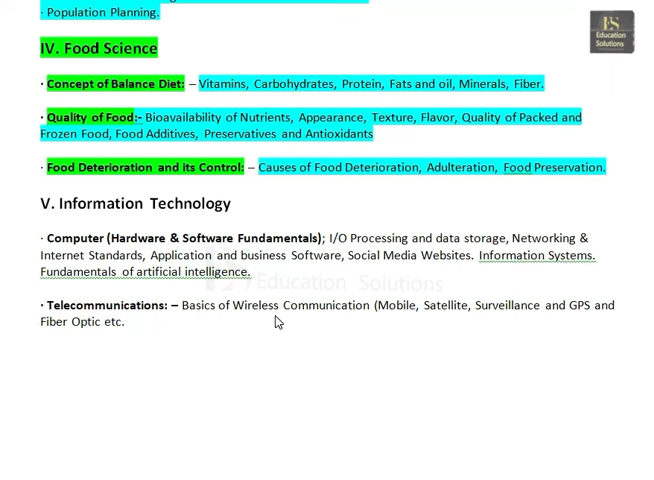 · Population Planning.
ES
Education
Solutions
IV. Food Science
· Concept of Balance Diet: – Vitamins, Carbohydrates, Protein, Fats and oil, Minerals, Fiber.
· Quality of Food:- Bioavailability of Nutrients, Appearance, Texture, Flavor, Quality of Packed and
Frozen Food, Food Additives, Preservatives and Antioxidants
· Food Deterioration and its Control: – Causes of Food Deterioration, Adulteration, Food Preservation.
V. Information Technology
· Computer (Hardware & Software Fundamentals); I/O Processing and data storage, Networking &
Internet Standards, Application and business Software, Social Media Websites. Information Systems.
Fundamentals of artificial intelligence.
Education Solutions
· Telecommunications: – Basics of Wireless Communication (Mobile, Satellite, Surveillance and GPS and
Fiber Optic etc.